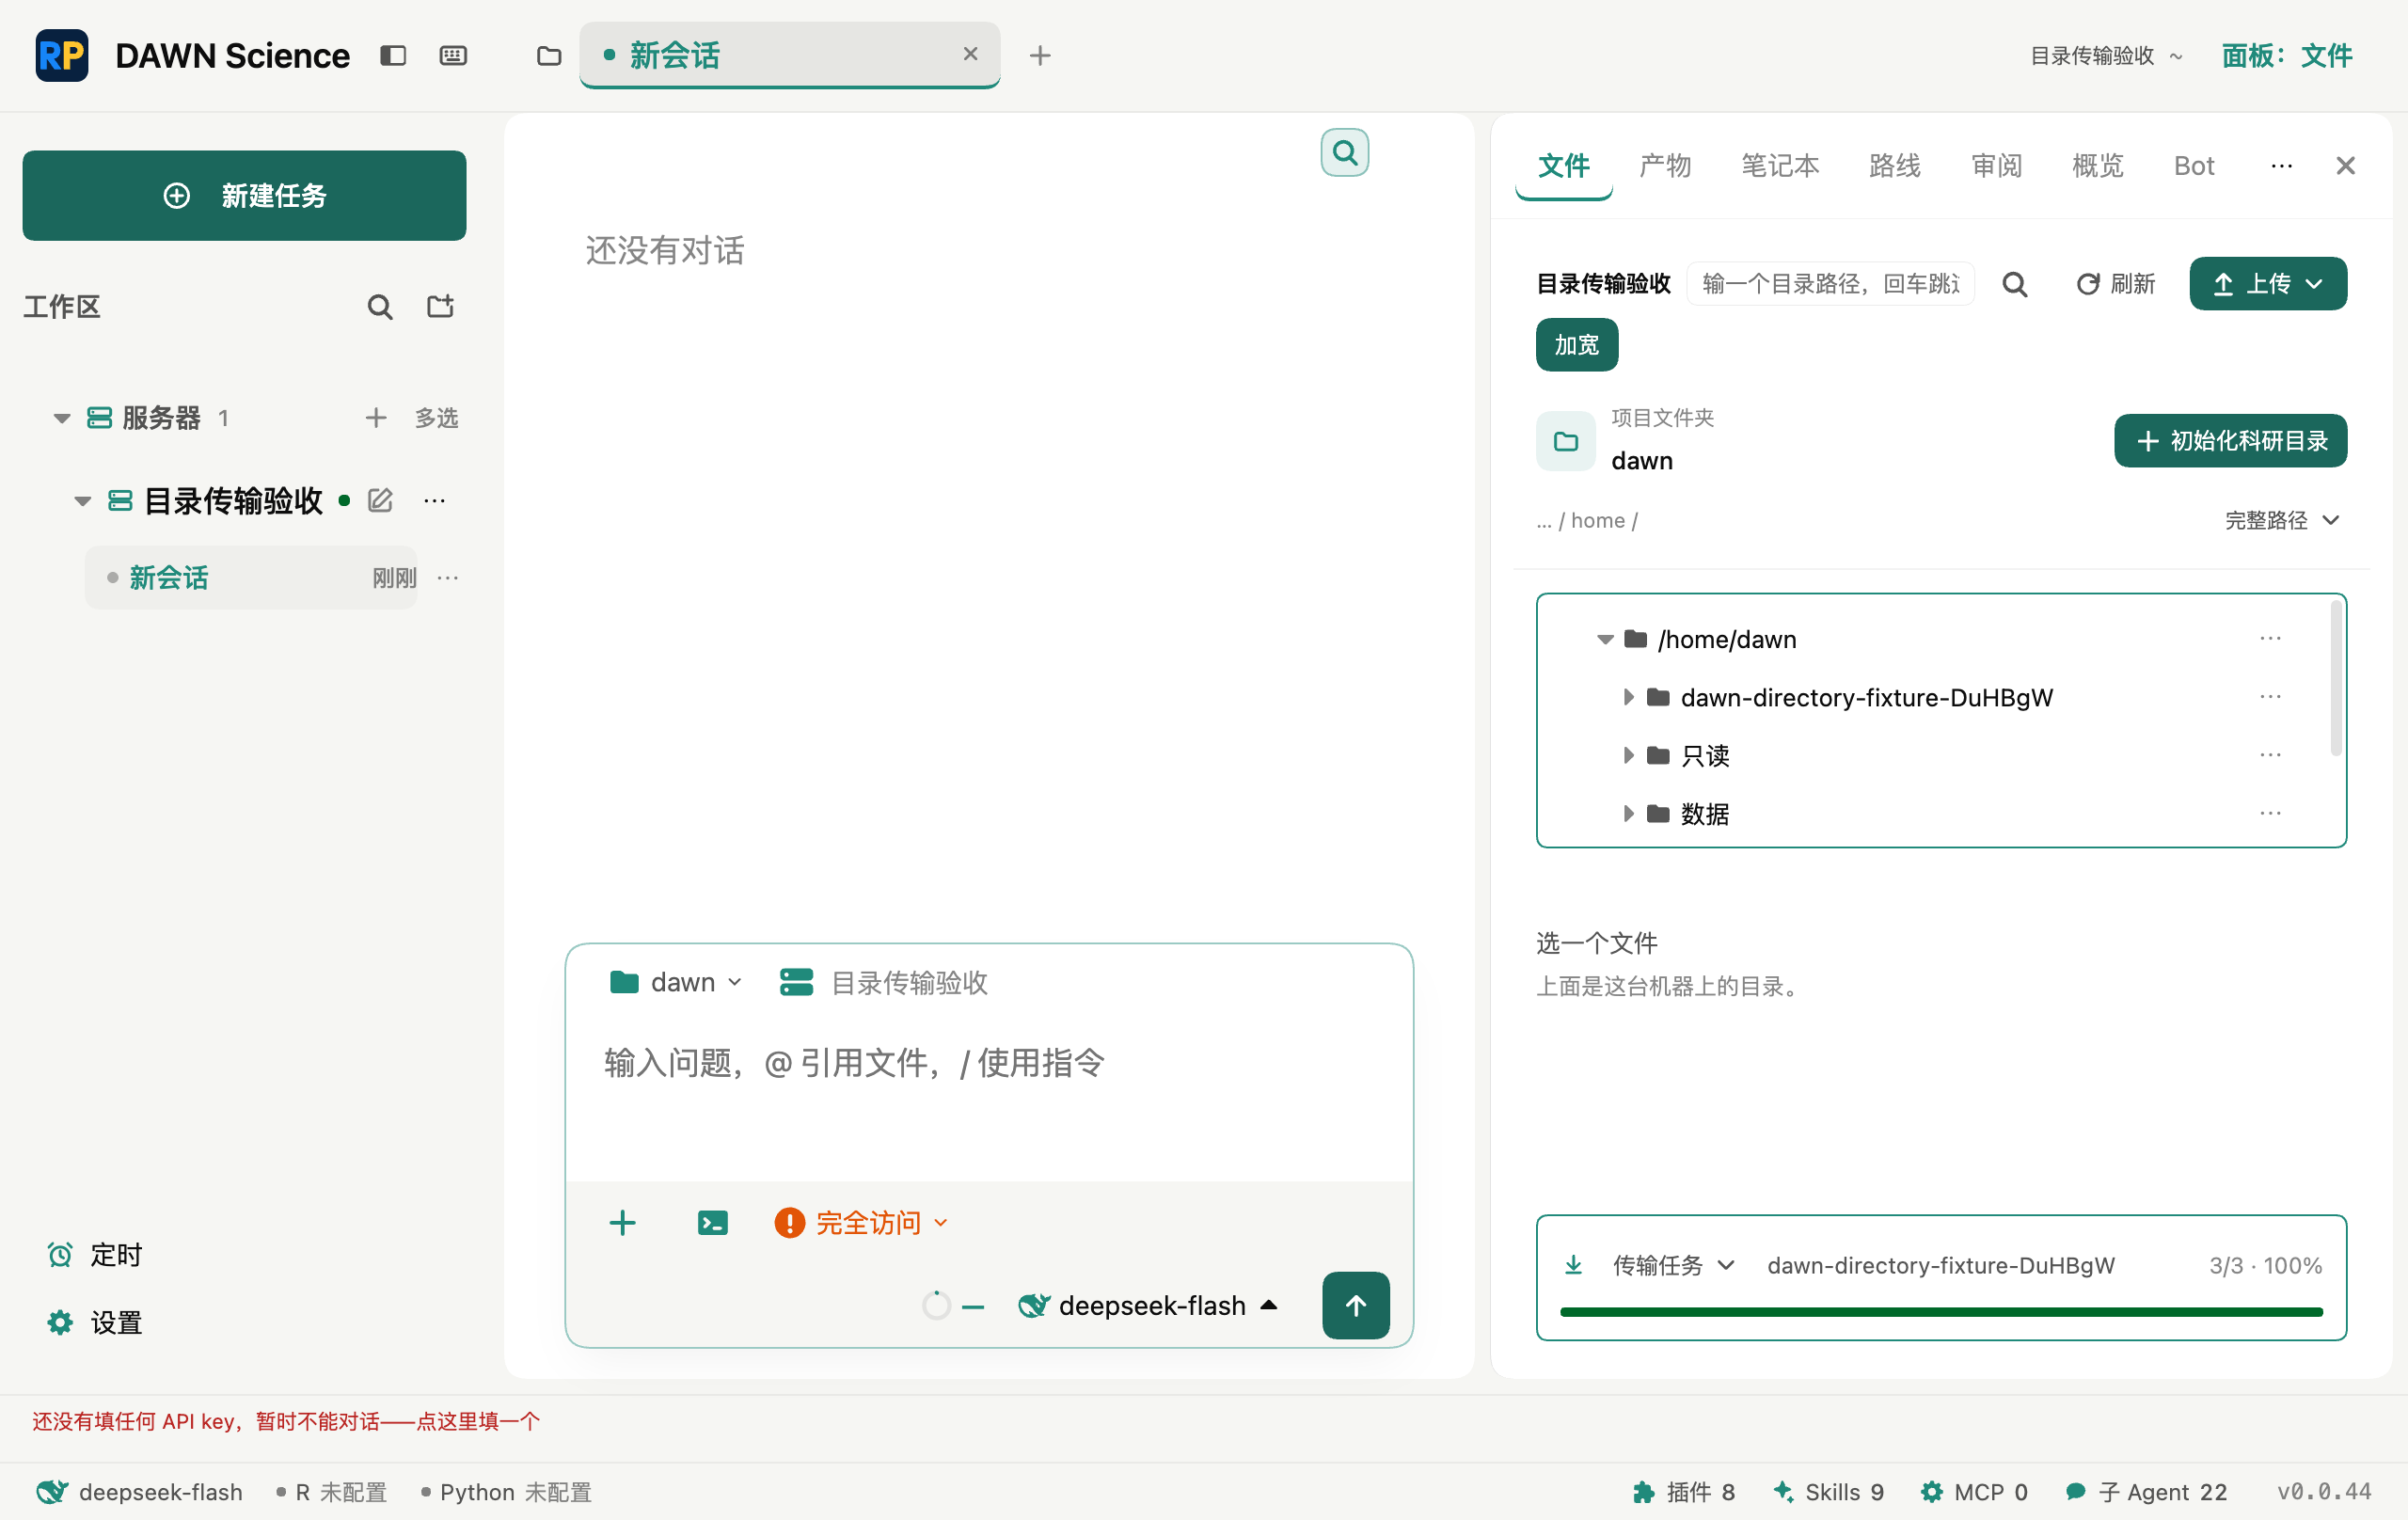 RP DAWN Science
新会话
目录传输验收 ~
面板：文件
新建任务
工作区
服务器 1
多选
目录传输验收
新会话 刚刚
定时
设置
还没有对话
dawn 目录传输验收
输入问题，@ 引用文件，/ 使用指令
完全访问
deepseek-flash
文件 产物 笔记本 路线 审阅 概览 Bot
目录传输验收 输一个目录路径，回车跳 刷新 上传
加宽
项目文件夹
dawn
初始化科研目录
... / home /
完整路径
/home/dawn
dawn-directory-fixture-DuHBgW
只读
数据
选一个文件
上面是这台机器上的目录。
传输任务 dawn-directory-fixture-DuHBgW 3/3 · 100%
还没有填任何 API key，暂时不能对话——点这里填一个
deepseek-flash R 未配置 Python 未配置
插件 8 Skills 9 MCP 0 子 Agent 22 v0.0.44